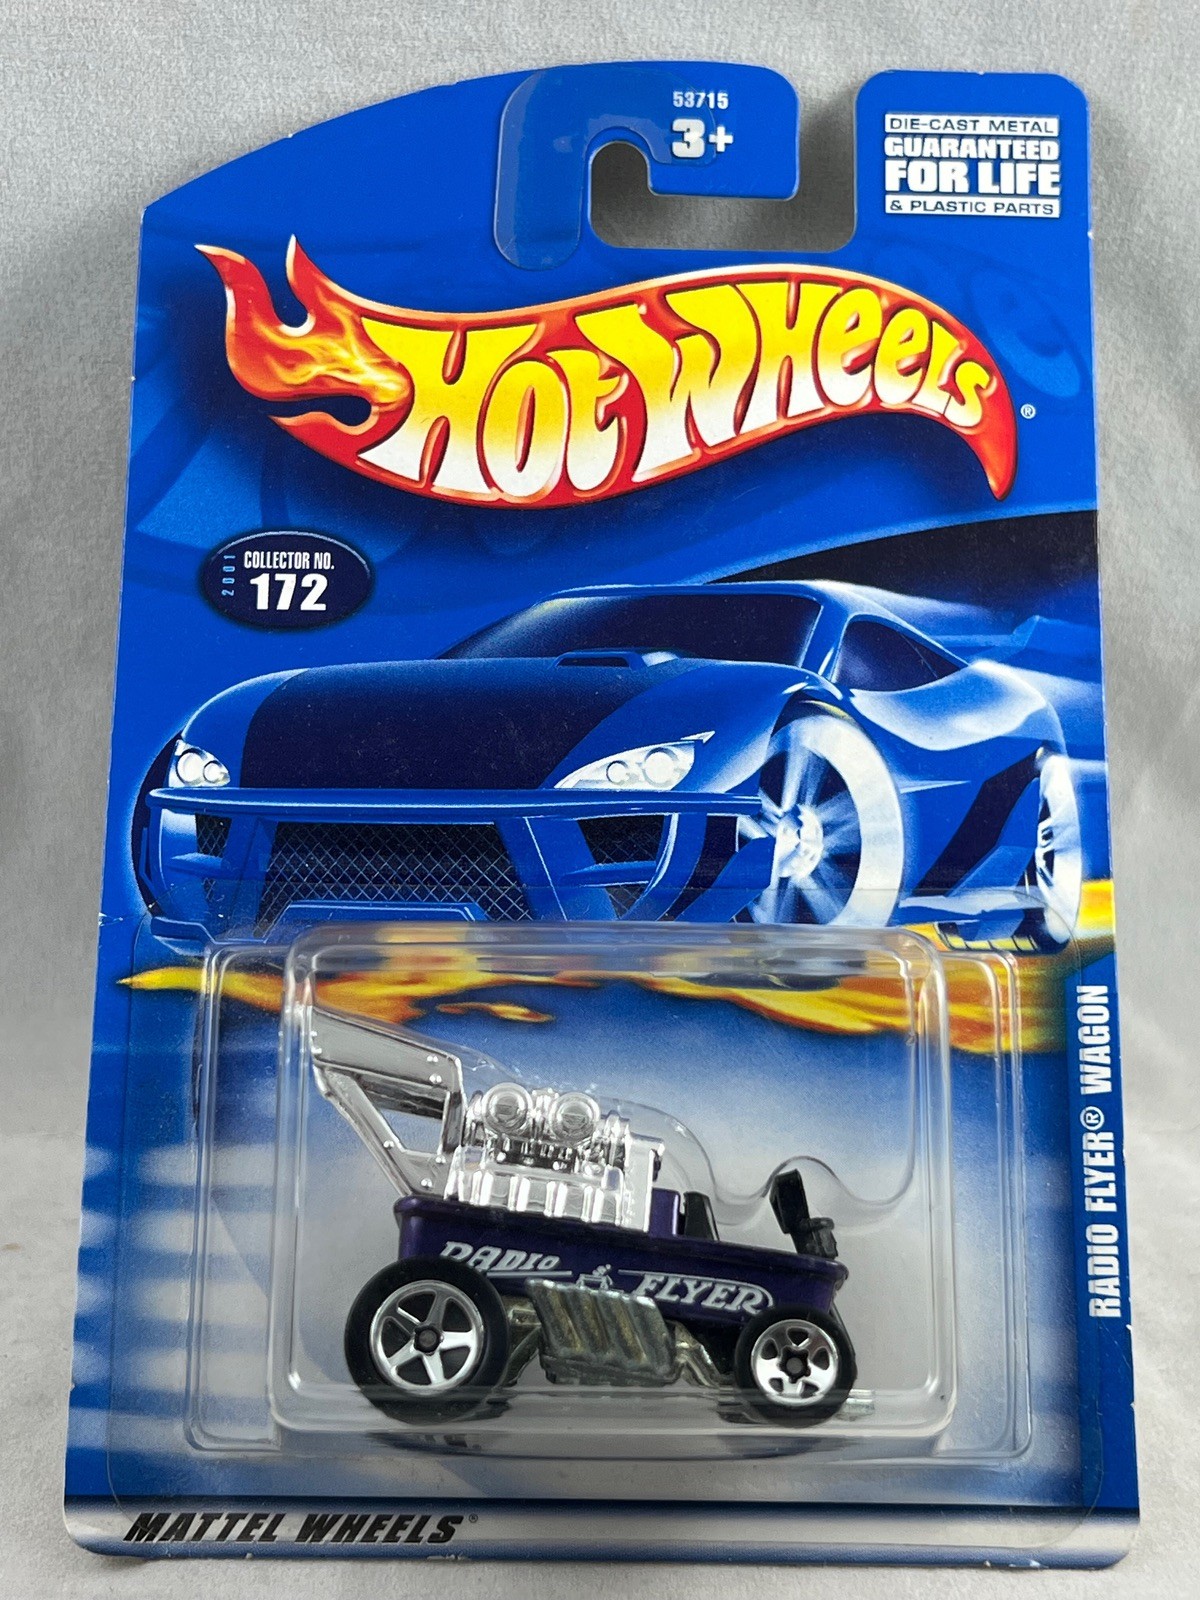 53715
3+
DIE-CAST METAL
GUARANTEED
FOR LIFE
& PLASTIC PARTS
HOT WHEELS®
2001
COLLECTOR NO.
172
RADIO FLYER® WAGON
RADIO FLYER
MATTEL WHEELS®